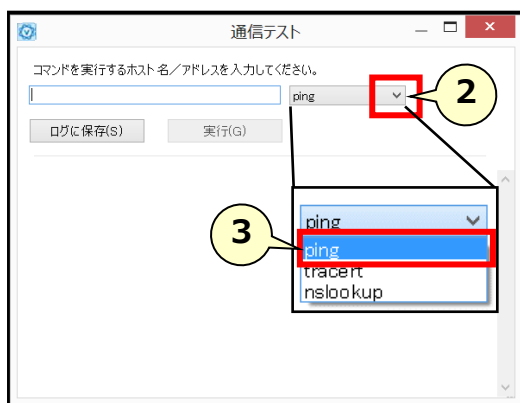 通信テスト
コマンドを実行するホスト名／アドレスを入力してください。
ping
2
ログに保存(S)
実行(G)
3
ping
ping
tracert
nslookup